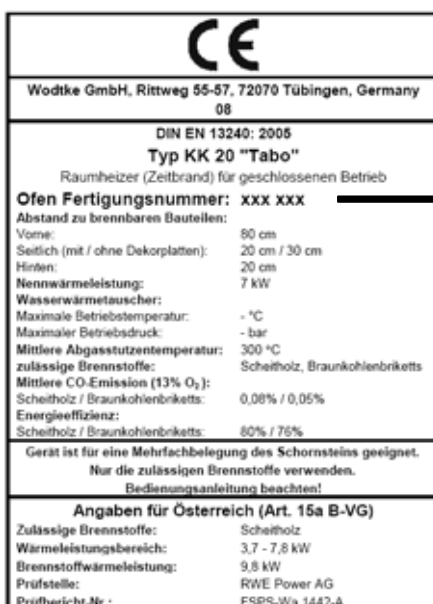 CE
Wodtke GmbH, Rittweg 55-57, 72070 Tübingen, Germany
08
DIN EN 13240: 2005
Typ KK 20 "Tabo"
Raumheizer (Zeitbrand) für geschlossenen Betrieb
Ofen Fertigungsnummer: xxx xxx
Abstand zu brennbaren Bauteilen:
Vorne: 80 cm
Seitlich (mit / ohne Dekorplatten): 20 cm / 30 cm
Hinten: 20 cm
Nennwärmeleistung: 7 kW
Wasserwärmetauscher:
Maximale Betriebstemperatur: - °C
Maximaler Betriebsdruck: - bar
Mittlere Abgasstutzentemperatur: 300 °C
zulässige Brennstoffe: Scheitholz, Braunkohlenbriketts
Mittlere CO-Emission (13% O₂):
Scheitholz / Braunkohlenbriketts: 0,08% / 0,05%
Energieeffizienz:
Scheitholz / Braunkohlenbriketts: 80% / 76%
Gerät ist für eine Mehrfachbelegung des Schornsteins geeignet.
Nur die zulässigen Brennstoffe verwenden.
Bedienungsanleitung beachten!
Angaben für Österreich (Art. 15a B-VG)
Zulässige Brennstoffe: Scheitholz
Wärmeleistungsbereich: 3,7 - 7,8 kW
Brennstoffwärmeleistung: 9,8 kW
Prüfstelle: RWE Power AG
Prüfbericht-Nr.: FSPS-Wa 1442-A